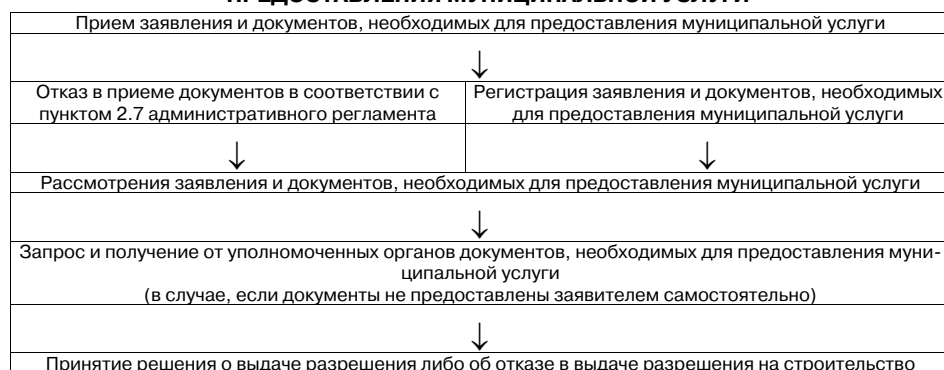 ПРЕДОСТАВЛЕНИЯ МУНИЦИПАЛЬНОЙ УСЛУГИ
Прием заявления и документов, необходимых для предоставления муниципальной услуги
↓
Отказ в приеме документов в соответствии с
пунктом 2.7 административного регламента
Регистрация заявления и документов, необходимых
для предоставления муниципальной услуги
↓
↓
Рассмотрения заявления и документов, необходимых для предоставления муниципальной услуги
↓
Запрос и получение от уполномоченных органов документов, необходимых для предоставления муни-
ципальной услуги
(в случае, если документы не предоставлены заявителем самостоятельно)
↓
Принятие решения о выдаче разрешения либо об отказе в выдаче разрешения на строительство